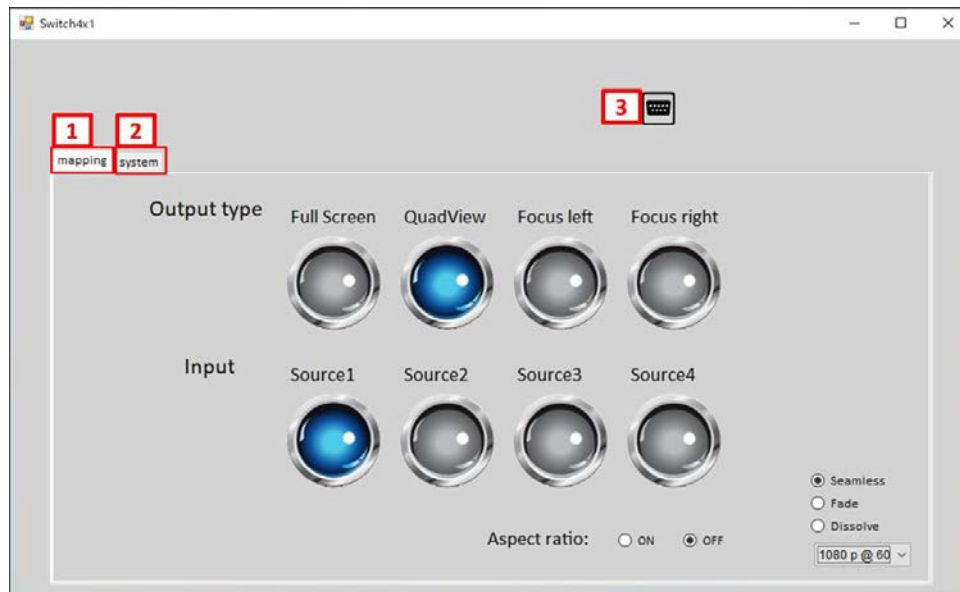 Switch4x1
3
1 2
mapping system
Output type Full Screen QuadView Focus left Focus right
Input Source1 Source2 Source3 Source4
Seamless
Fade
Dissolve
Aspect ratio: ON OFF
1080 p @ 60